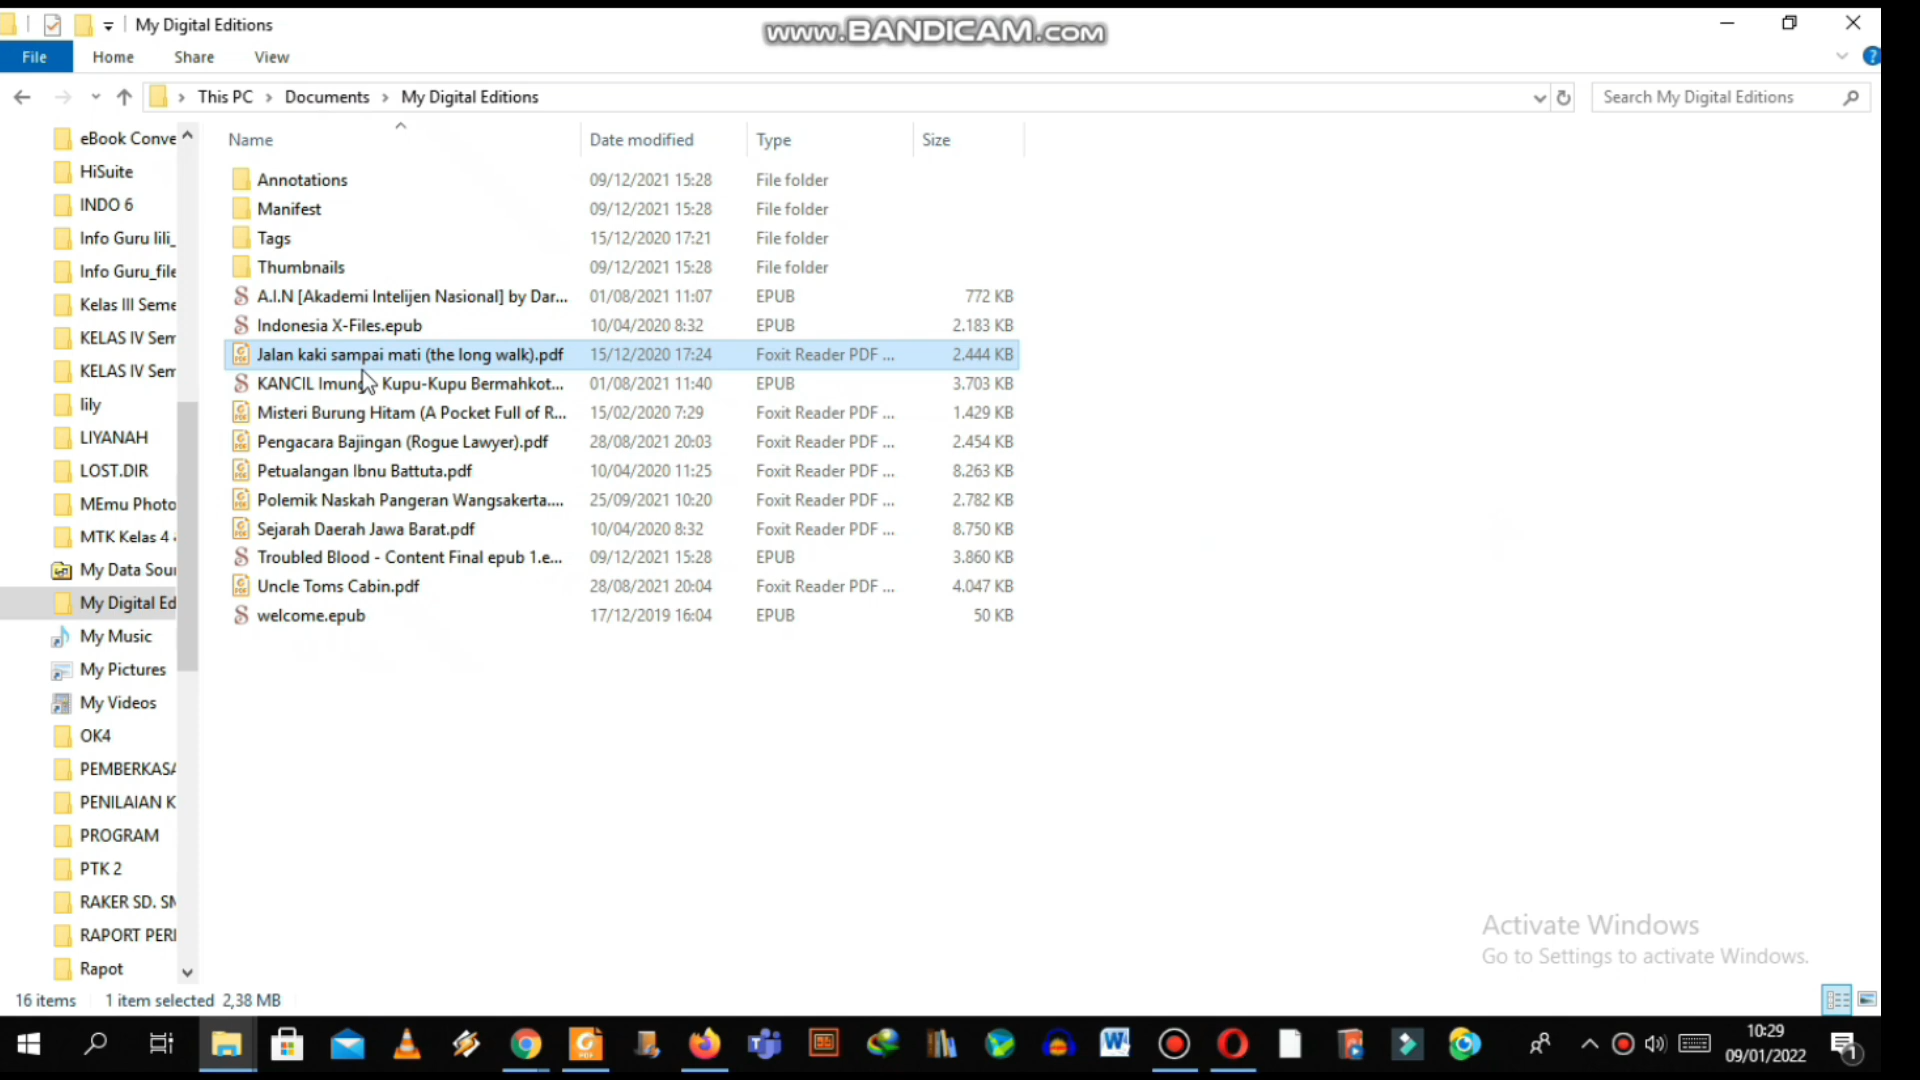 My Digital Editions
www.BANDICAM.com
File Home Share View
This PC > Documents > My Digital Editions
Search My Digital Editions
eBook Conve
HiSuite
INDO 6
Info Guru lili_
Info Guru_file
Kelas III Seme
KELAS IV Sem
KELAS IV Sem
lily
LIYANAH
LOST.DIR
MEmu Photo
MTK Kelas 4
My Data Sour
My Digital Ed
My Music
My Pictures
My Videos
OK4
PEMBERKASA
PENILAIAN K
PROGRAM
PTK 2
RAKER SD. SM
RAPORT PERI
Rapot
Name Date modified Type Size
Annotations 09/12/2021 15:28 File folder
Manifest 09/12/2021 15:28 File folder
Tags 15/12/2020 17:21 File folder
Thumbnails 09/12/2021 15:28 File folder
A.I.N [Akademi Intelijen Nasional] by Dar... 01/08/2021 11:07 EPUB 772 KB
Indonesia X-Files.epub 10/04/2020 8:32 EPUB 2.183 KB
Jalan kaki sampai mati (the long walk).pdf 15/12/2020 17:24 Foxit Reader PDF ... 2.444 KB
KANCIL Kupu-Kupu Bermahkot... 01/08/2021 11:40 EPUB 3.703 KB
Misteri Burung Hitam (A Pocket Full of R... 15/02/2020 7:29 Foxit Reader PDF ... 1.429 KB
Pengacara Bajingan (Rogue Lawyer).pdf 28/08/2021 20:03 Foxit Reader PDF ... 2.454 KB
Petualangan Ibnu Battuta.pdf 10/04/2020 11:25 Foxit Reader PDF ... 8.263 KB
Polemik Naskah Pangeran Wangsakerta.... 25/09/2021 10:20 Foxit Reader PDF ... 2.782 KB
Sejarah Daerah Jawa Barat.pdf 10/04/2020 8:32 Foxit Reader PDF ... 8.750 KB
Troubled Blood - Content Final epub 1.e... 09/12/2021 15:28 EPUB 3.860 KB
Uncle Toms Cabin.pdf 28/08/2021 20:04 Foxit Reader PDF ... 4.047 KB
welcome.epub 17/12/2019 16:04 EPUB 50 KB
Activate Windows
Go to Settings to activate Windows.
16 items 1 item selected 2,38 MB
10:29
09/01/2022
1